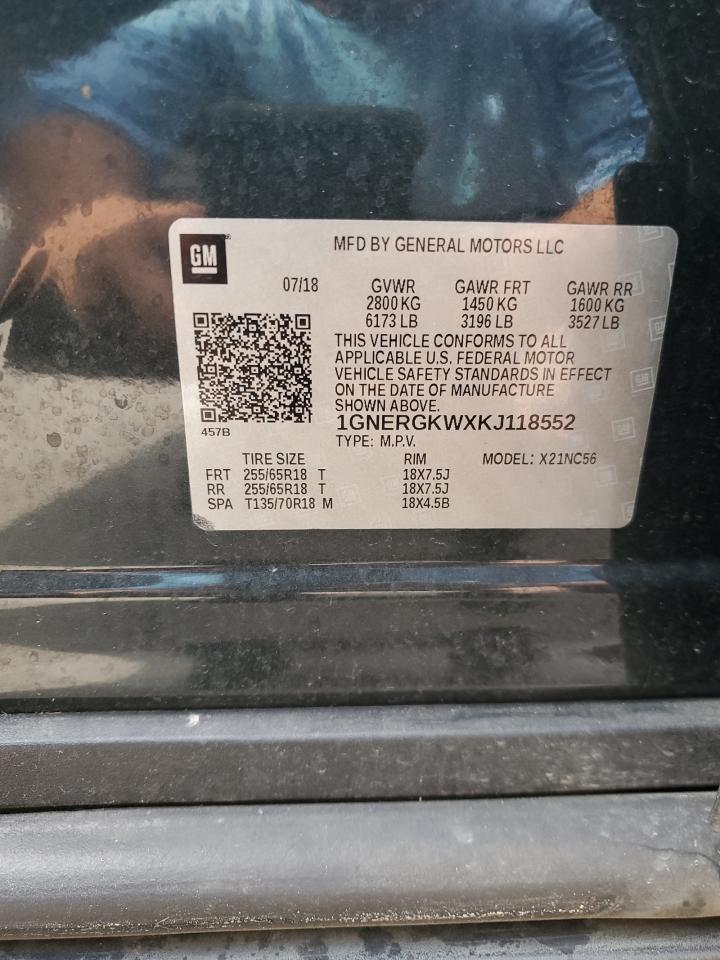 GM
MFD BY GENERAL MOTORS LLC
07/18 GVWR GAWR FRT GAWR RR
2800 KG 1450 KG 1600 KG
6173 LB 3196 LB 3527 LB
THIS VEHICLE CONFORMS TO ALL
APPLICABLE U.S. FEDERAL MOTOR
VEHICLE SAFETY STANDARDS IN EFFECT
ON THE DATE OF MANUFACTURE
SHOWN ABOVE.
1GNERGKWXKJ118552
457B
TYPE: M.P.V.
TIRE SIZE RIM MODEL: X21NC56
FRT 255/65R18 T 18X7.5J
RR 255/65R18 T 18X7.5J
SPA T135/70R18 M 18X4.5B